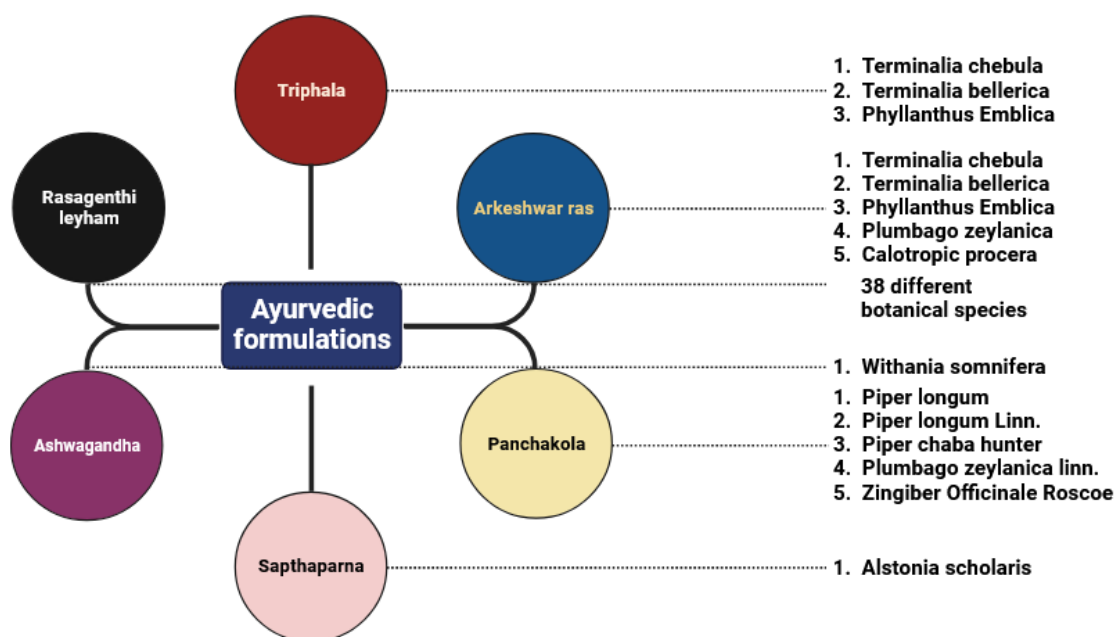 Triphala
1. Terminalia chebula
2. Terminalia bellerica
3. Phyllanthus Emblica
Rasagenthi
leyham
Arkeshwar ras
1. Terminalia chebula
2. Terminalia bellerica
3. Phyllanthus Emblica
4. Plumbago zeylanica
5. Calotropic procera
38 different
botanical species
Ayurvedic
formulations
1. Withania somnifera
Ashwagandha
Panchakola
1. Piper longum
2. Piper longum Linn.
3. Piper chaba hunter
4. Plumbago zeylanica linn.
5. Zingiber Officinale Roscoe
Sapthaparna
1. Alstonia scholaris